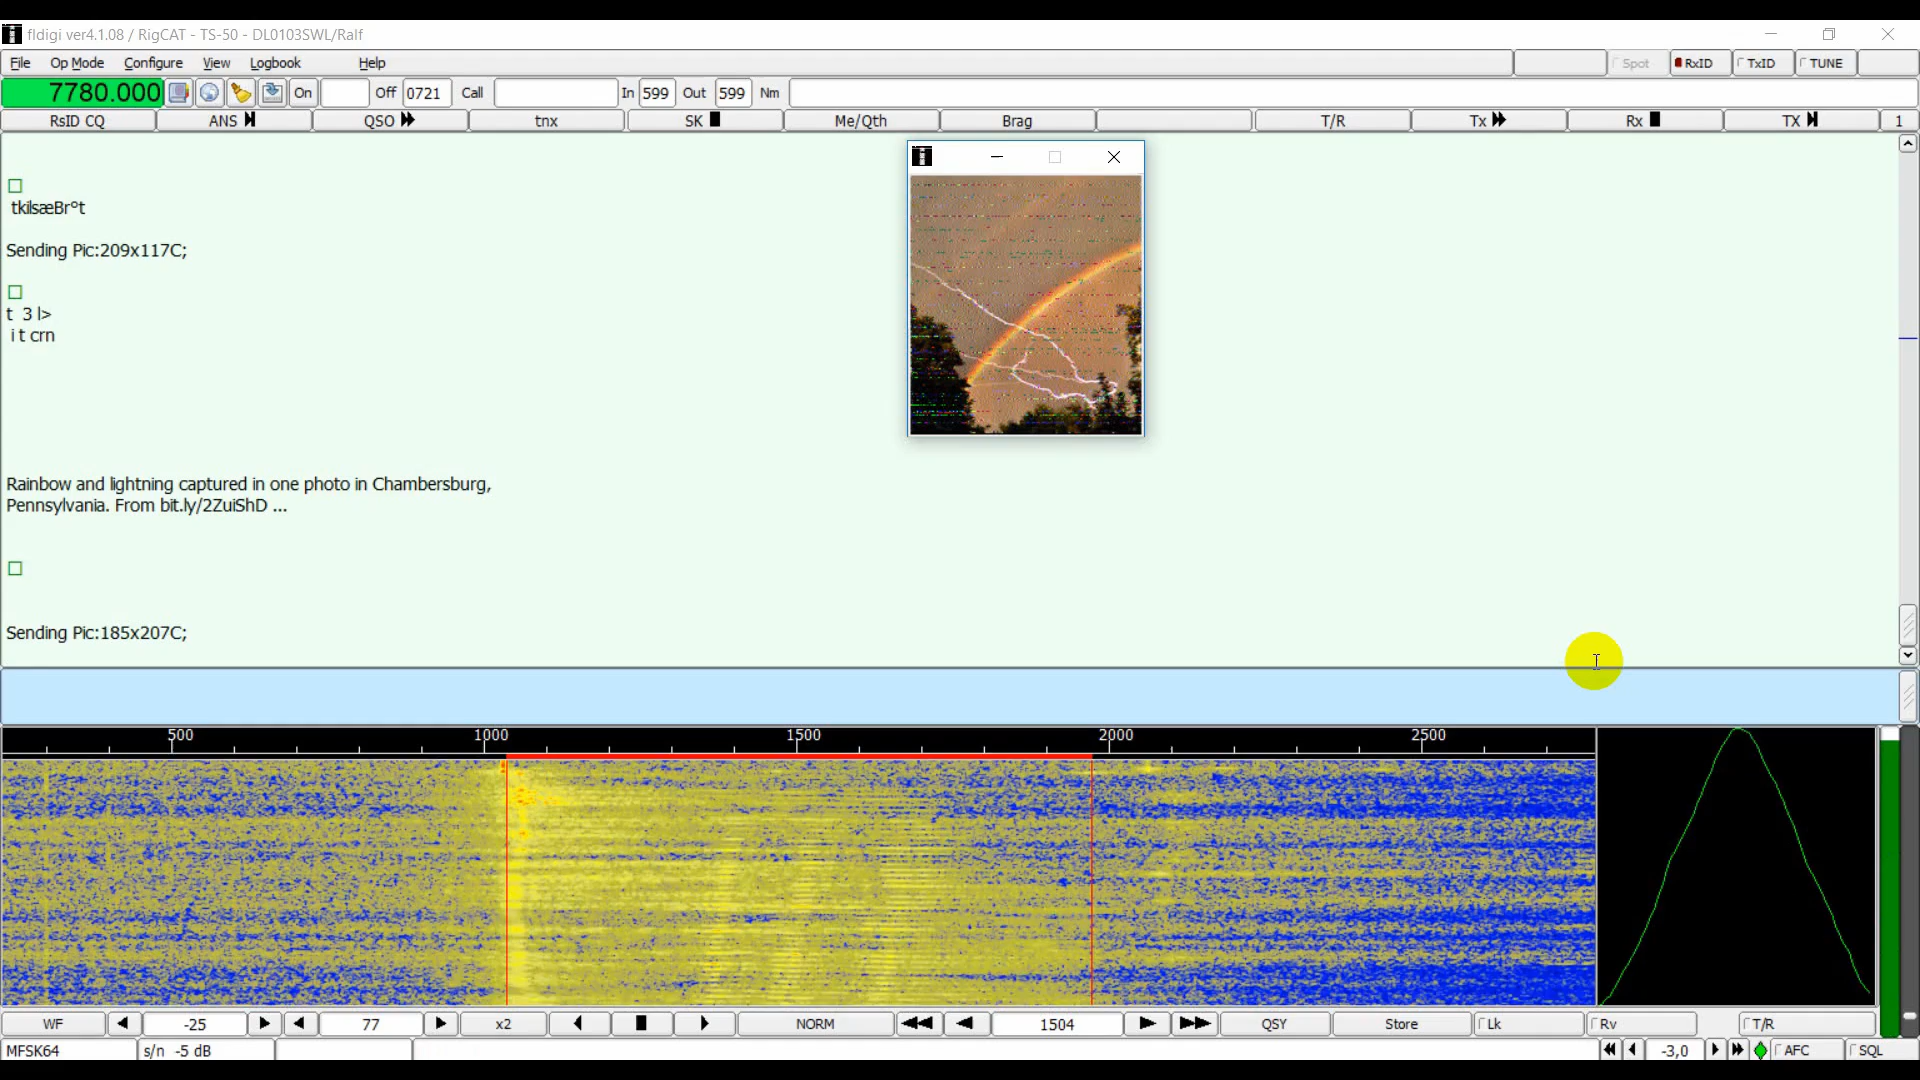 fldigi ver4.1.08 / RigCAT - TS-50 - DL0103SWL/Ralf
File Op Mode Configure View Logbook Help Spot RxID TxID TUNE
7780.000 On Off 0721 Call In 599 Out 599 Nm
RsID CQ ANS QSO tnx SK Me/Qth Brag T/R Tx Rx TX 1
tkilsæBrºt
Sending Pic:209x117C;
t 3 l>
i t crn
Rainbow and lightning captured in one photo in Chambersburg,
Pennsylvania. From bit.ly/2ZuiShD ...
Sending Pic:185x207C;
500 1000 1500 2000 2500
WF -25 77 x2 NORM 1504 QSY Store Lk Rv T/R
MFSK64 s/n -5 dB -3,0 AFC SQL